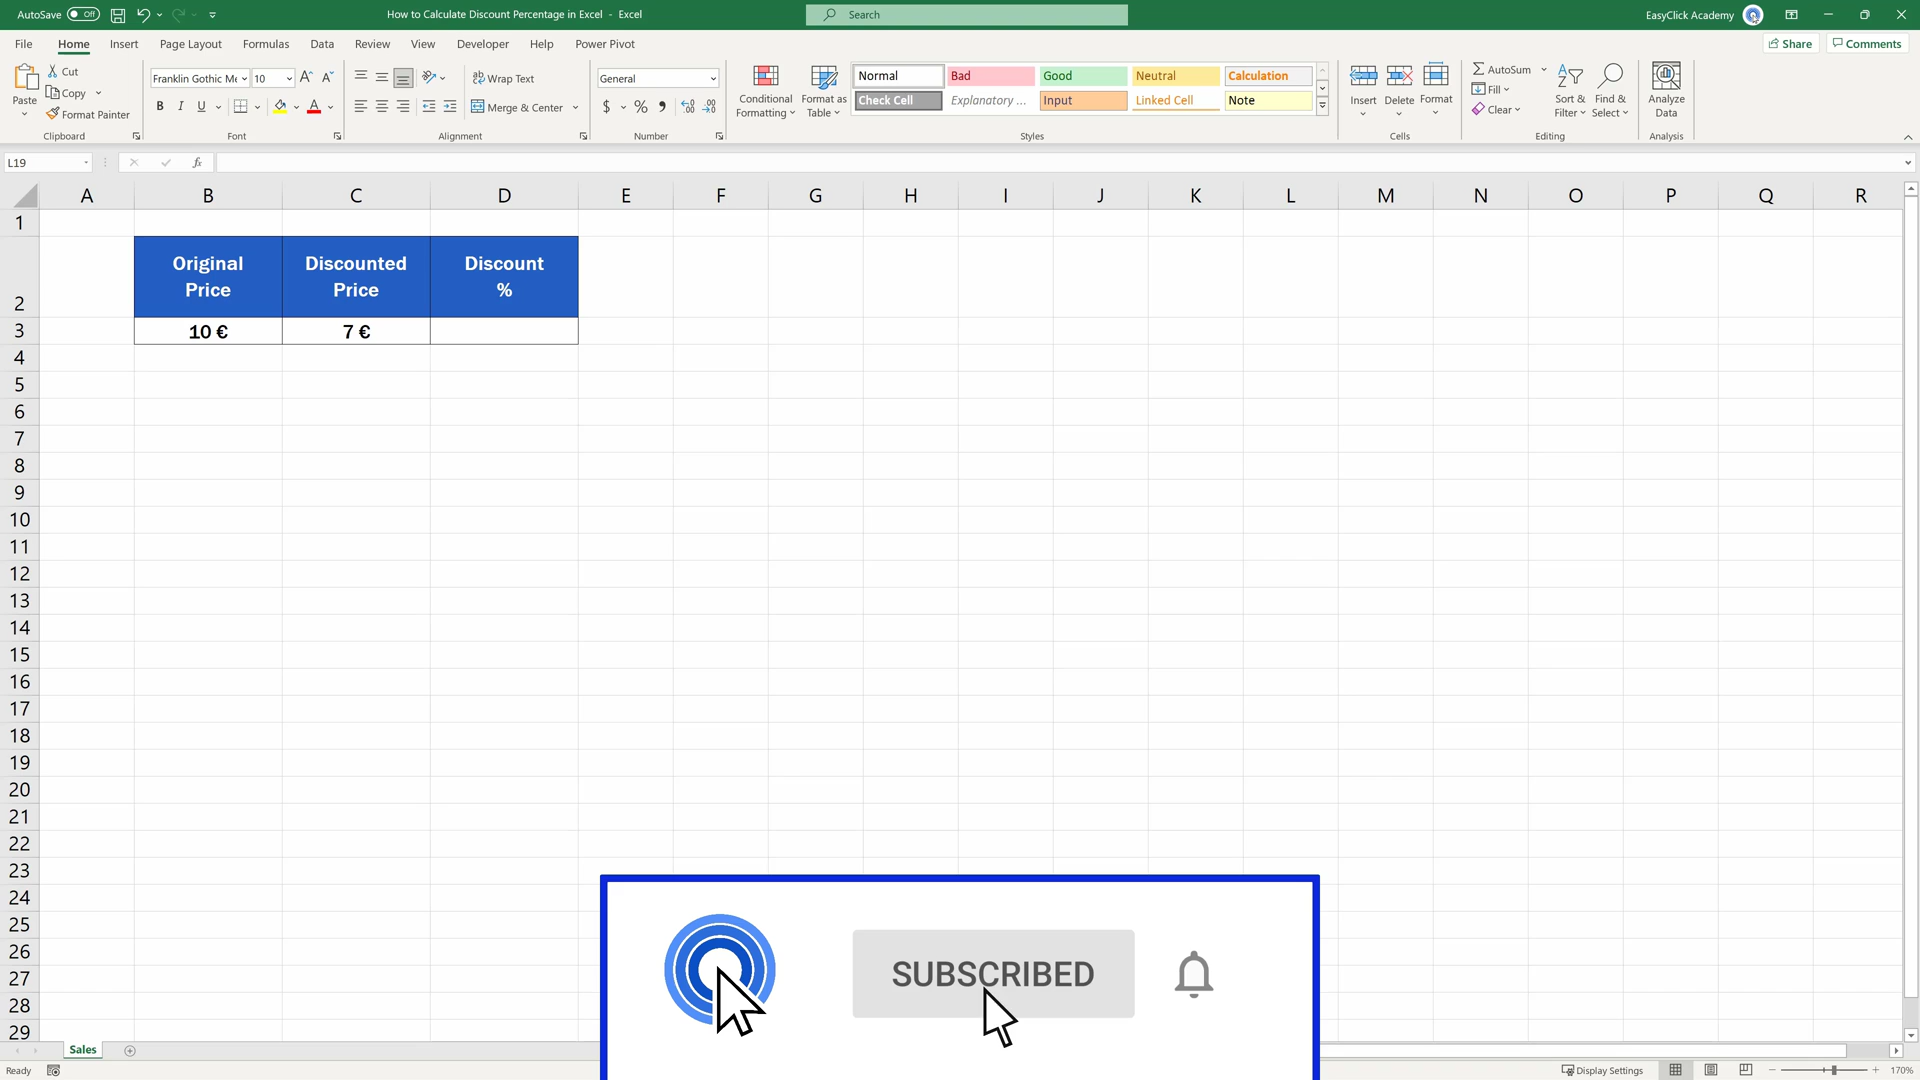 AutoSave Off How to Calculate Discount Percentage in Excel - Excel Search EasyClick Academy
File Home Insert Page Layout Formulas Data Review View Developer Help Power Pivot Share Comments
Paste
Cut
Copy
Format Painter
Clipboard
Franklin Gothic Me 10
B I U
Font
Wrap Text
Merge & Center
Alignment
General
$ % 9
Number
Conditional
Formatting
Format as
Table
Normal Bad Good Neutral Calculation
Check Cell Explanatory ... Input Linked Cell Note
Styles
Insert Delete Format
Cells
AutoSum
Fill
Clear
Sort &
Filter
Find &
Select
Editing
Analyze
Data
Analysis
L19 fx
A B C D E F G H I J K L M N O P Q R
1
2
Original
Price
Discounted
Price
Discount
%
3 10 € 7 €
4
5
6
7
8
9
10
11
12
13
14
15
16
17
18
19
20
21
22
23
24
25
26
27
28
29
SUBSCRIBED
Sales
Ready Display Settings 170%